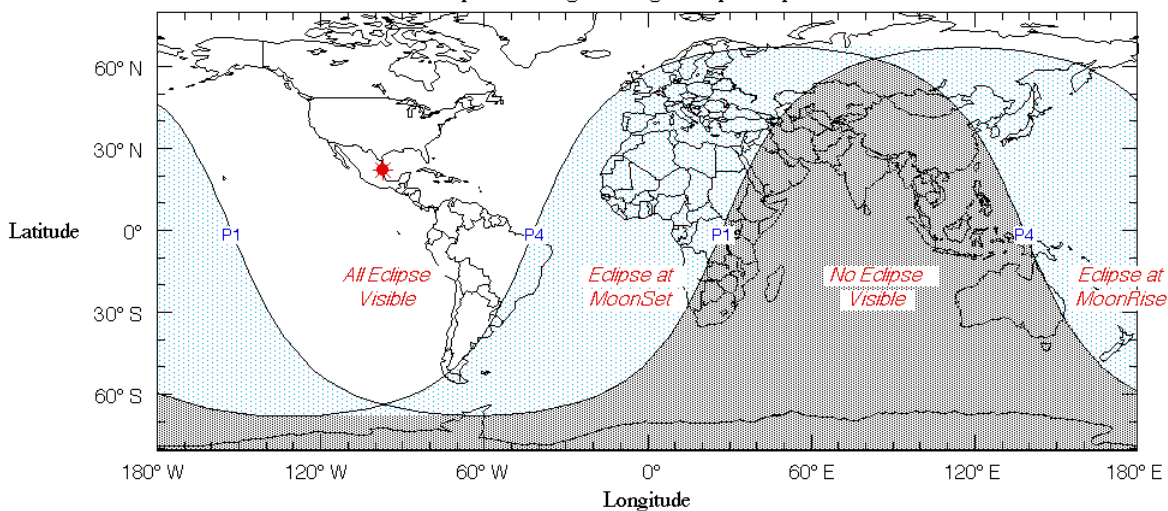 60° N
30° N
Latitude
0°
P1
P4
P1
P4
All Eclipse
Visible
Eclipse at
MoonSet
No Eclipse
Visible
Eclipse at
MoonRise
30° S
60° S
180° W
120° W
60° W
0°
60° E
120° E
180° E
Longitude